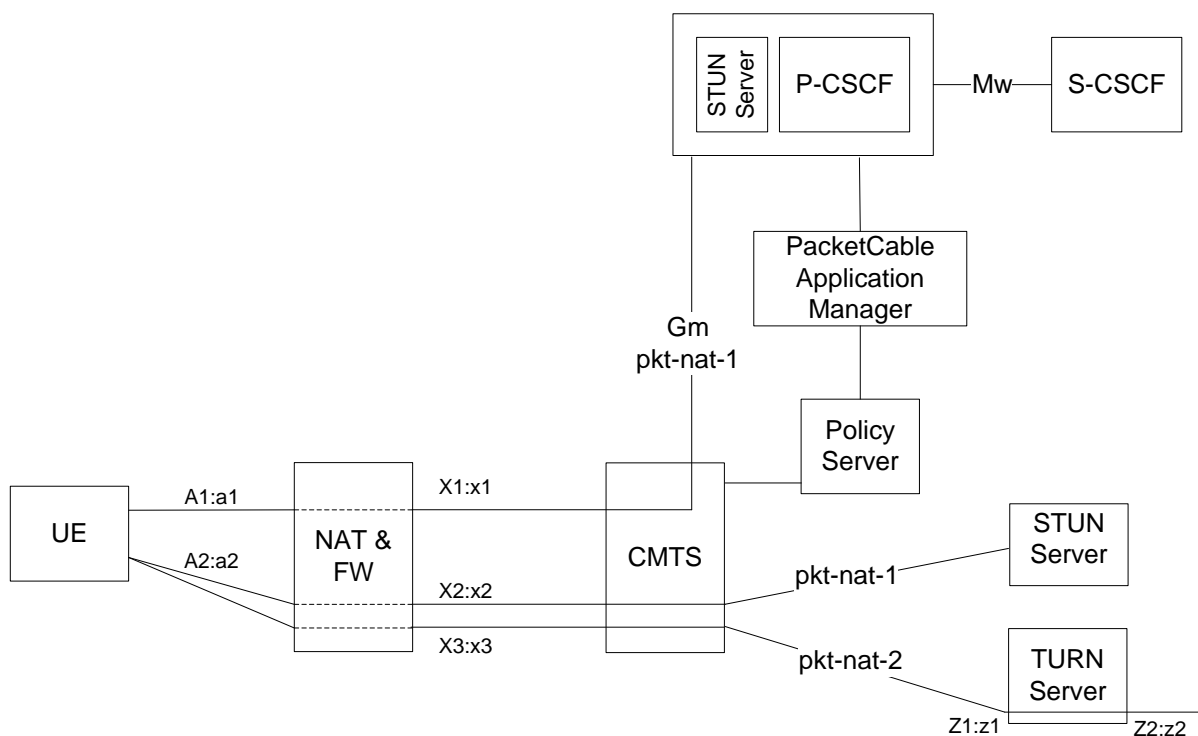 STUN
Server
P-CSCF
Mw
S-CSCF
PacketCable
Application
Manager
Gm
pkt-nat-1
Policy
Server
UE
A1:a1
A2:a2
NAT &
FW
X1:x1
X2:x2
X3:x3
CMTS
pkt-nat-1
STUN
Server
pkt-nat-2
TURN
Server
Z1:z1
Z2:z2